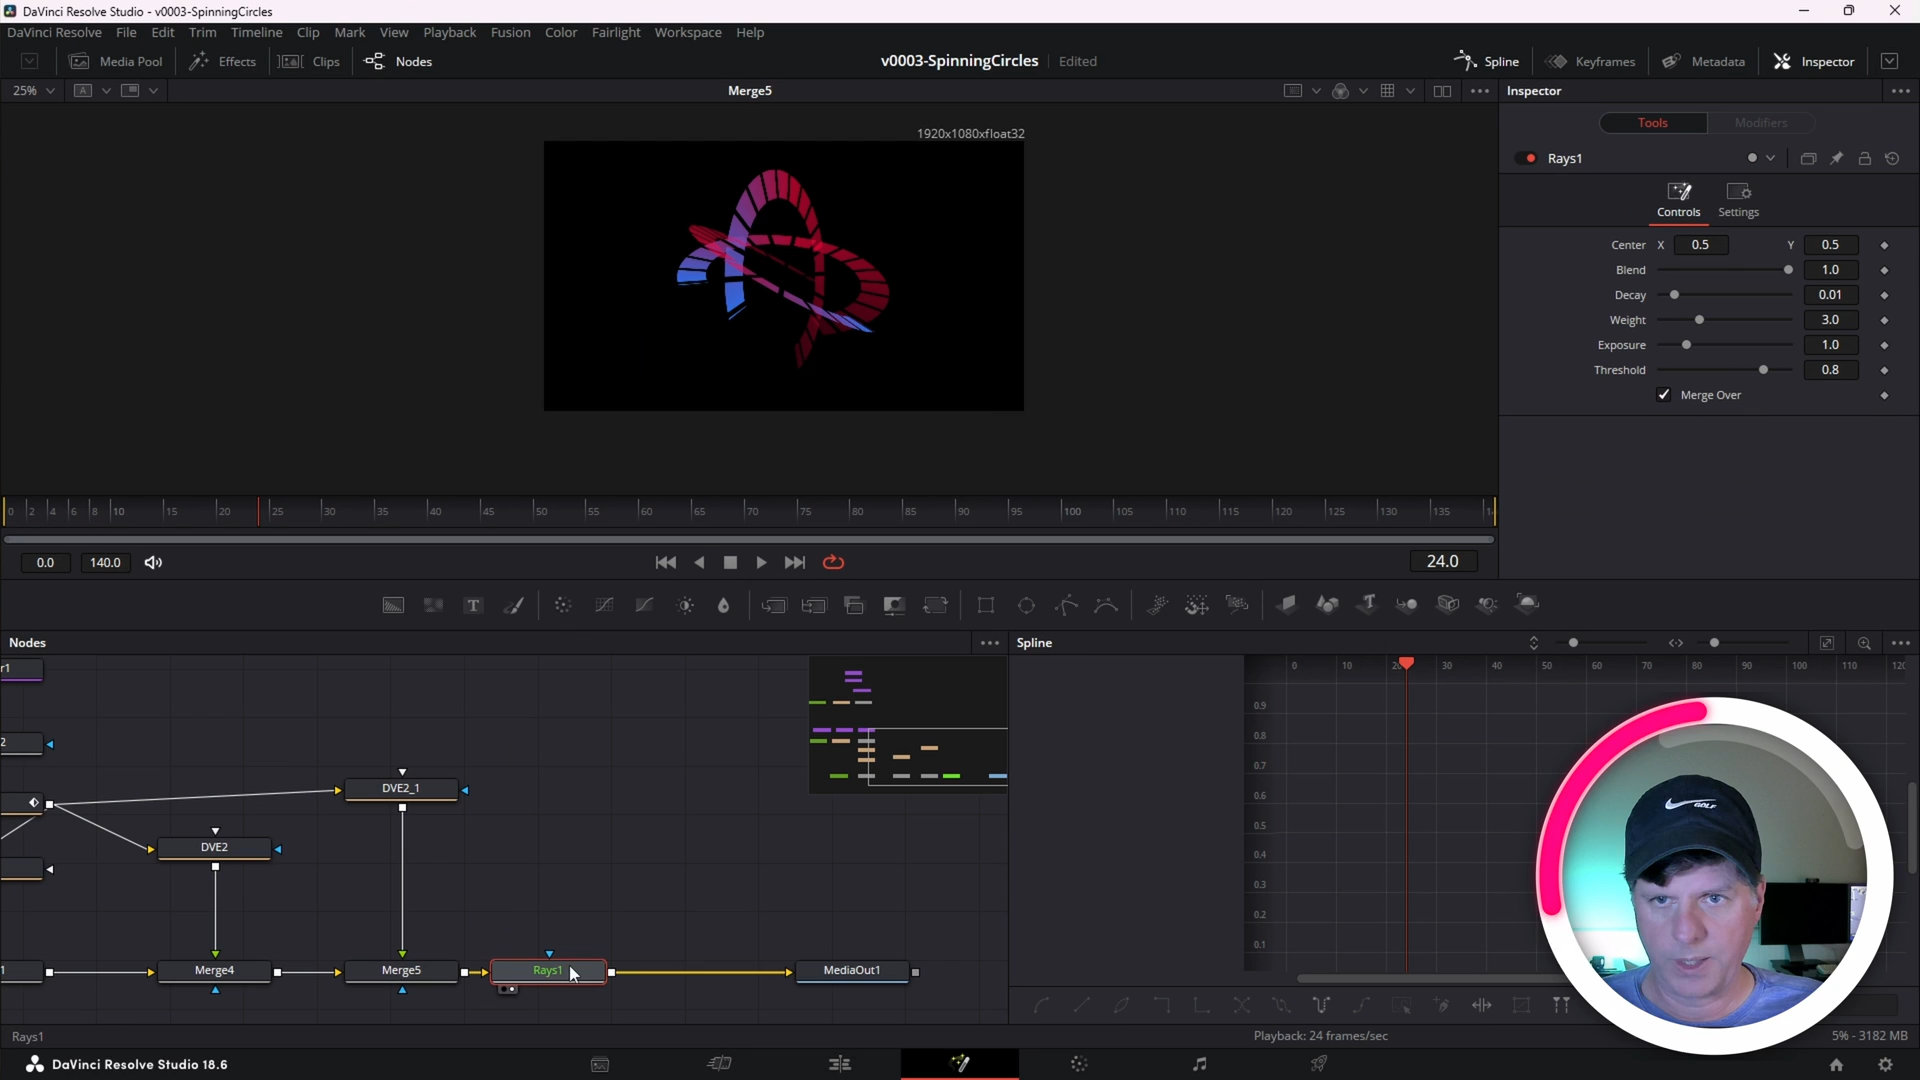 DaVinci Resolve Studio - v0003-SpinningCircles
DaVinci Resolve File Edit Trim Timeline Clip Mark View Playback Fusion Color Fairlight Workspace Help
Media Pool Effects Clips Nodes v0003-SpinningCircles Edited Spline Keyframes Metadata Inspector
25% A Merge5 Inspector
1920x1080xfloat32
Tools Modifiers
Rays1
Controls Settings
Center X 0.5 Y 0.5
Blend 1.0
Decay 0.01
Weight 3.0
Exposure 1.0
Threshold 0.8
Merge Over
0 2 4 6 8 10 15 20 25 30 35 40 45 50 55 60 65 70 75 80 85 90 95 100 105 110 115 120 125 130 135
0.0 140.0 24.0
T
Nodes Spline
r1
0 10 20 30 40 50 60 70 80 90 100 110
0.9
0.8
0.7
0.6
0.5
0.4
0.3
0.2
0.1
2
DVE2_1
DVE2
1 Merge4 Merge5 Rays1 MediaOut1
GOLF
Rays1 Playback: 24 frames/sec 5% - 3182 MB
DaVinci Resolve Studio 18.6